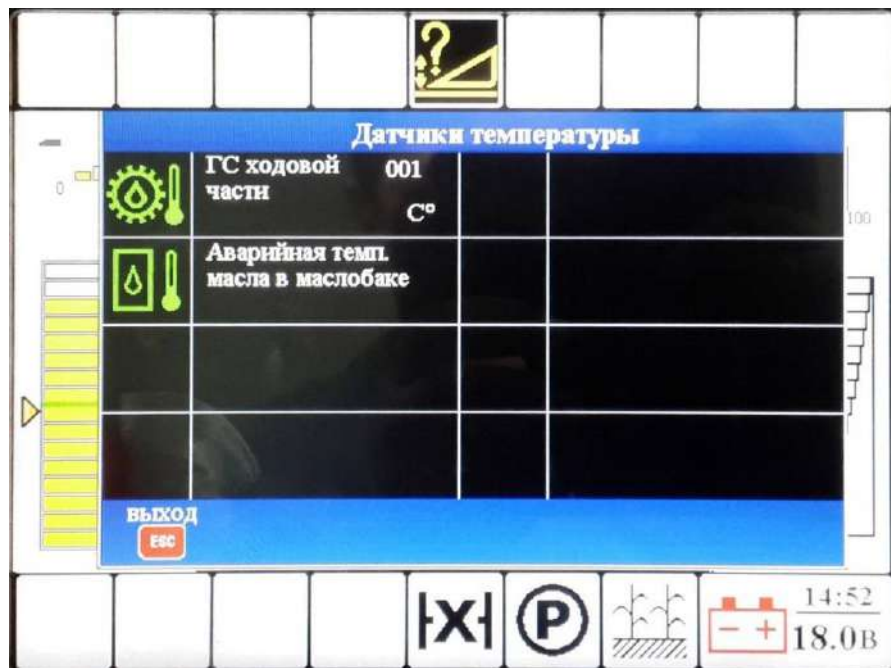 ?
Датчики температуры
ГС ходовой 001
части
C°
Аварийная темп.
масла в маслобаке
0
100
ВЫХОД
ESC
X
P
14:52
18.0В